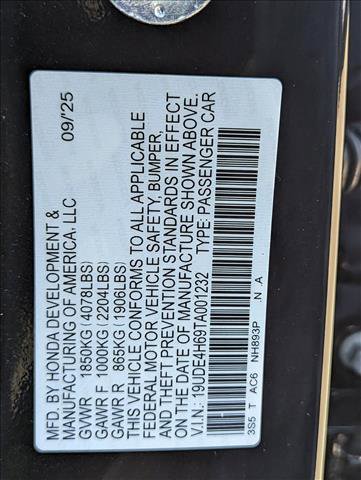 MFD. BY HONDA DEVELOPMENT &
MANUFACTURING OF AMERICA, LLC 09/25
GVWR 1850KG (4078LBS)
GAWR F 1000KG (2204LBS)
GAWR R 865KG (1906LBS)
THIS VEHICLE CONFORMS TO ALL APPLICABLE
FEDERAL MOTOR VEHICLE SAFETY, BUMPER,
AND THEFT PREVENTION STANDARDS IN EFFECT
ON THE DATE OF MANUFACTURE SHOWN ABOVE.
V.I.N.: 19UDE4H69TA001232 TYPE: PASSENGER CAR
3S5 T AC6 NH893P N A